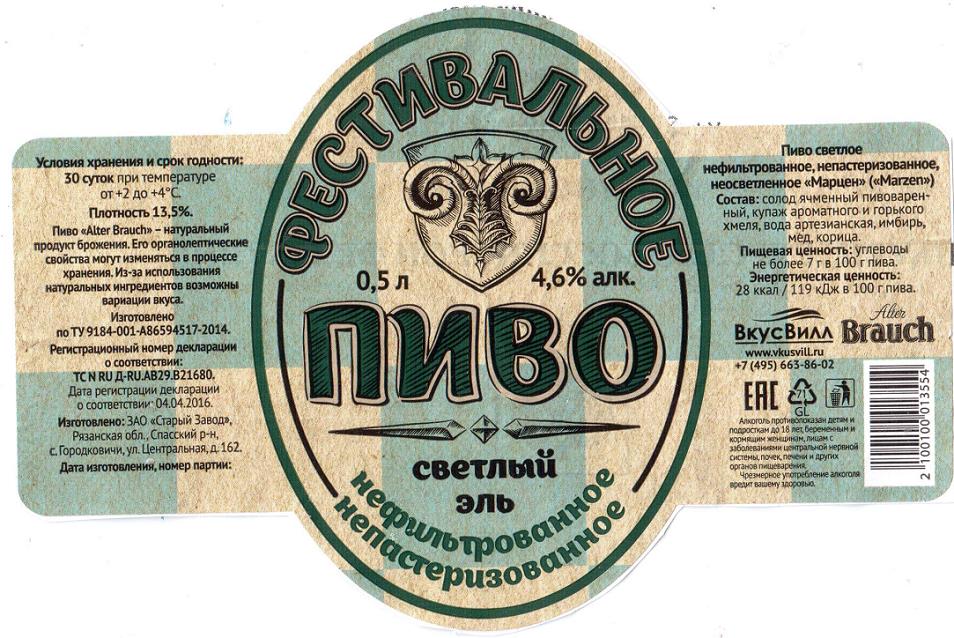 Условия хранения и срок годности:
30 суток при температуре
от +2 до +4°С.
Плотность 13,5%.
Пиво «Alter Brauch» – натуральный
продукт брожения. Его органолептические
свойства могут изменяться в процессе
хранения. Из-за использования
натуральных ингредиентов возможны
вариации вкуса.
Изготовлено
по ТУ 9184-001-А86594517-2014.
Регистрационный номер декларации
о соответствии:
ТС N RU Д-RU.АВ29.В21680.
Дата регистрации декларации
о соответствии 04.04.2016.
Изготовлено: ЗАО «Старый Завод»,
Рязанская обл., Спасский р-н,
с. Городковичи, ул. Центральная, д. 162.
Дата изготовления, номер партии:
ФЕСТИВАЛЬНОЕ
0,5 л
4,6% алк.
ПИВО
светлый
эль
нефильтрованное
непастеризованное
Пиво светлое
нефильтрованное, непастеризованное,
неосветленное «Марцен» («Marzen»)
Состав: солод ячменный пивоварен-
ный, купаж ароматного и горького
хмеля, вода артезианская, имбирь,
мёд, корица.
Пищевая ценность: углеводы
не более 7 г в 100 г пива.
Энергетическая ценность:
28 ккал / 119 кДж в 100 г пива.
ВкусВилл
Alter
Brauch
www.vkusvill.ru
+7 (495) 663-86-02
EAC
71
GL
Алкоголь противопоказан детям и
подросткам до 18 лет, беременным и
кормящим женщинам, лицам с
заболеваниями центральной нервной
системы, почек, печени и других
органов пищеварения.
Чрезмерное употребление алкоголя
вредит вашему здоровью.
2 100100 013554